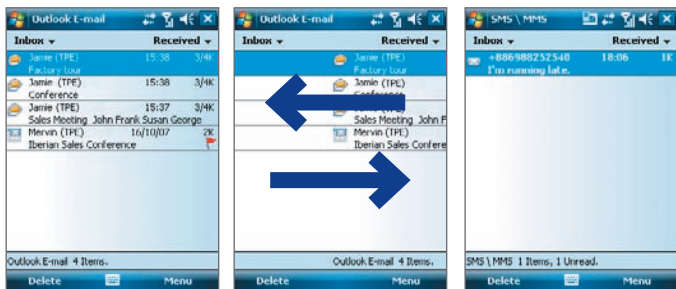 Outlook E-mail
Inbox Received
Jamie (TPE) 15:38 3/4K
Factory tour
Jamie (TPE) 15:38 3/4K
Conference
Jamie (TPE) 15:37 3/4K
Sales Meeting John Frank Susan George
Mervin (TPE) 16/10/07 2K
Iberian Sales Conference
Outlook E-mail 4 Items.
Delete Menu
Outlook E-mail
Inbox Received
Jamie (TPE)
Factory tour
Jamie (TPE)
Conference
Sales Meeting John F
Mervin (TPE)
Iberian Sales Confere
Outlook E-mail 4 Items.
Delete Menu
SMS \ MMS
Inbox Received
+886988252540 18:06 1K
I'm running late.
SMS \ MMS 1 Items, 1 Unread.
Delete Menu